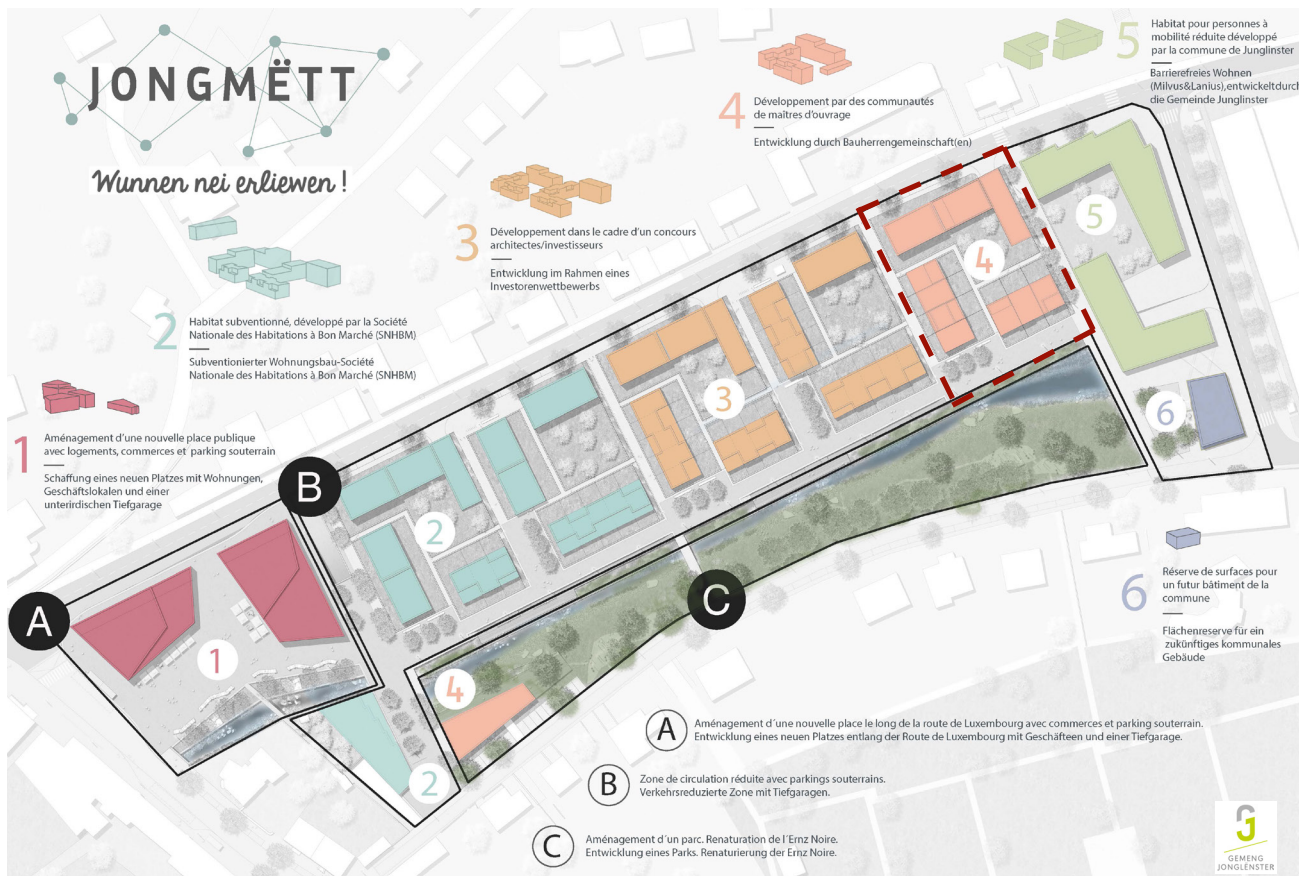 JONGMËTT
Wunnen nei erliewen !
1
Aménagement d'une nouvelle place publique
avec logements, commerces et parking souterrain
Schaffung eines neuen Platzes mit Wohnungen,
Geschäftslokalen und einer
unterirdischen Tiefgarage
2
Habitat subventionné, développé par la Société
Nationale des Habitations à Bon Marché (SNHBM)
Subventionierter Wohnungsbau-Société
Nationale des Habitations à Bon Marché (SNHBM)
3
Développement dans le cadre d'un concours
architectes/investisseurs
Entwicklung im Rahmen eines
Investorenwettbewerbs
4
Développement par des communautés
de maîtres d'ouvrage
Entwicklung durch Bauherrengemeinschaft(en)
5
Habitat pour personnes à
mobilité réduite développé
par la commune de Junglinster
Barrierefreies Wohnen
(Milvus&Lanius),entwickeltdurch
die Gemeinde Junglinster
6
Réserve de surfaces pour
un futur bâtiment de la
commune
Flächenreserve für ein
zukünftiges kommunales
Gebäude
5
4
3
6
2
1
4
2
A
B
C
A
Aménagement d´une nouvelle place le long de la route de Luxembourg avec commerces et parking souterrain.
Entwicklung eines neuen Platzes entlang der Route de Luxembourg mit Geschäfteen und einer Tiefgarage.
B
Zone de circulation réduite avec parkings souterrains.
Verkehrsreduzierte Zone mit Tiefgaragen.
C
Aménagement d´un parc. Renaturation de l´Ernz Noire.
Entwicklung eines Parks. Renaturierung der Ernz Noire.
GEMENG
JONGLËNSTER